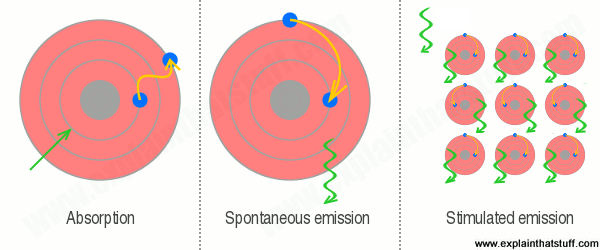 Absorption
Spontaneous emission
Stimulated emission
www.explainthatstuff.com